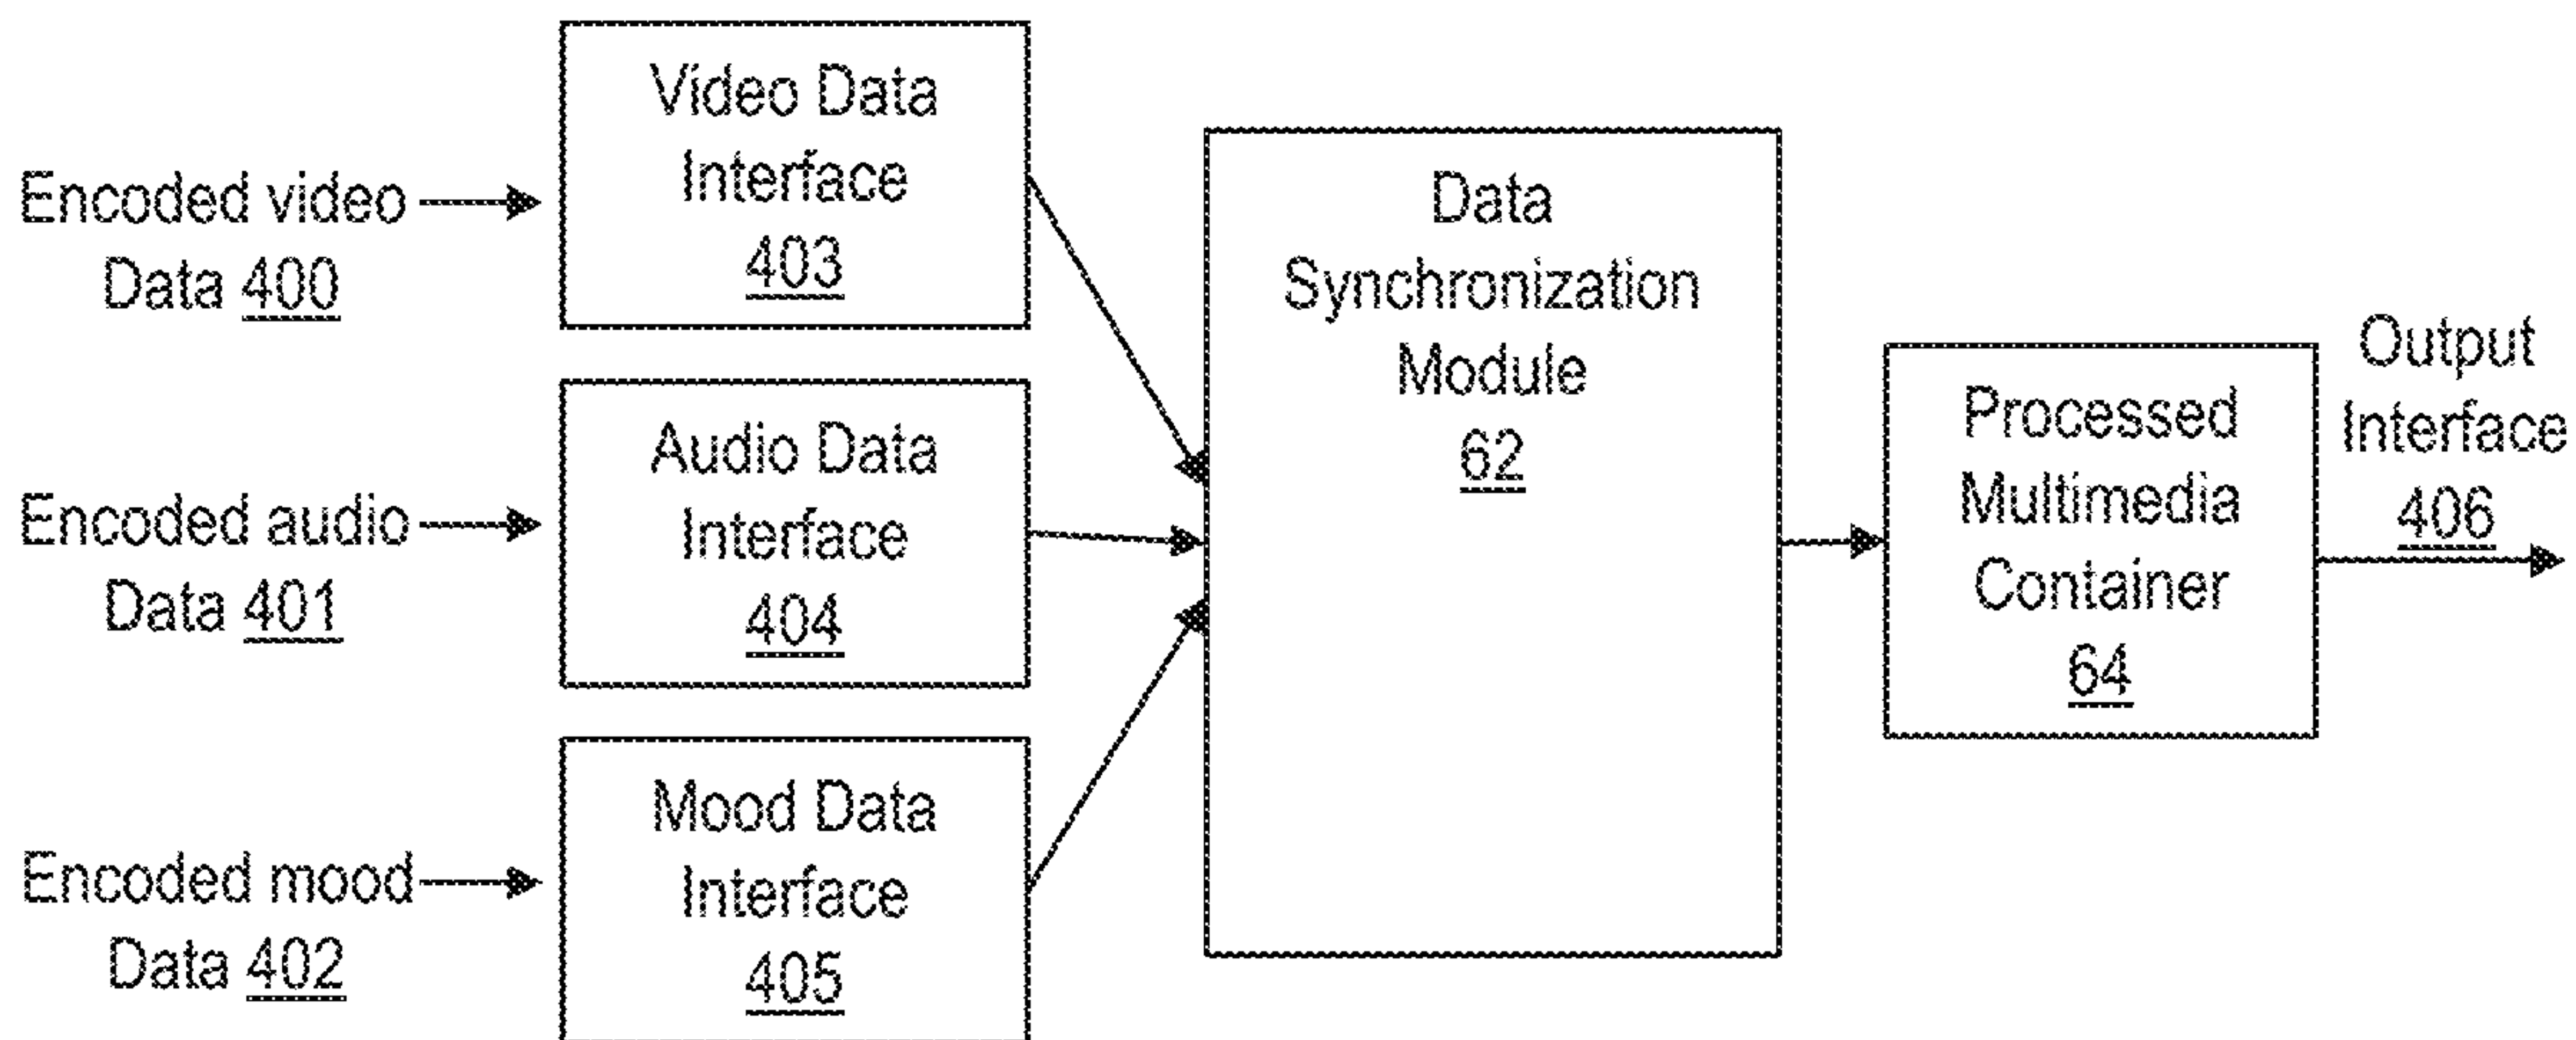 Encoded video
Data 400
Video Data
Interface
403
Encoded audio
Data 401
Audio Data
Interface
404
Encoded mood
Data 402
Mood Data
Interface
405
Data
Synchronization
Module
62
Processed
Multimedia
Container
64
Output
Interface
406